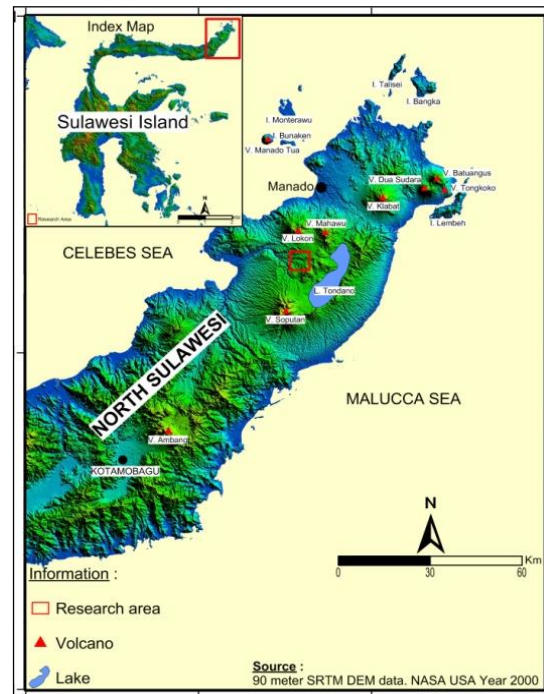 Index Map
Sulawesi Island
Research Area
I. Talisei
I. Bangka
I. Monterawu
I. Bunaken
V. Manado Tua
Manado
V. Batuangus
V. Dua Sudara
V. Tongkoko
V. Klabat
I. Lembeh
V. Mahawu
V. Lokon
CELEBES SEA
L. Tondano
V. Soputan
NORTH SULAWESI
MALUCCA SEA
V. Ambang
KOTAMOBAGU
N
Km
0 30 60
Information :
Research area
Volcano
Lake
Source :
90 meter SRTM DEM data. NASA USA Year 2000